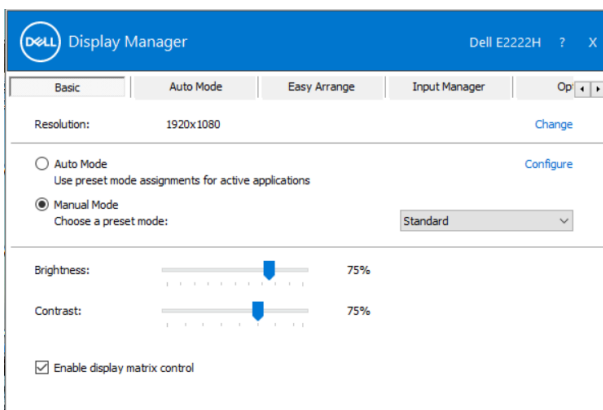 DELL Display Manager Dell E2222H ? X
Basic Auto Mode Easy Arrange Input Manager Op
Resolution: 1920x1080 Change
Auto Mode Configure
Use preset mode assignments for active applications
Manual Mode
Choose a preset mode: Standard
Brightness: 75%
Contrast: 75%
Enable display matrix control